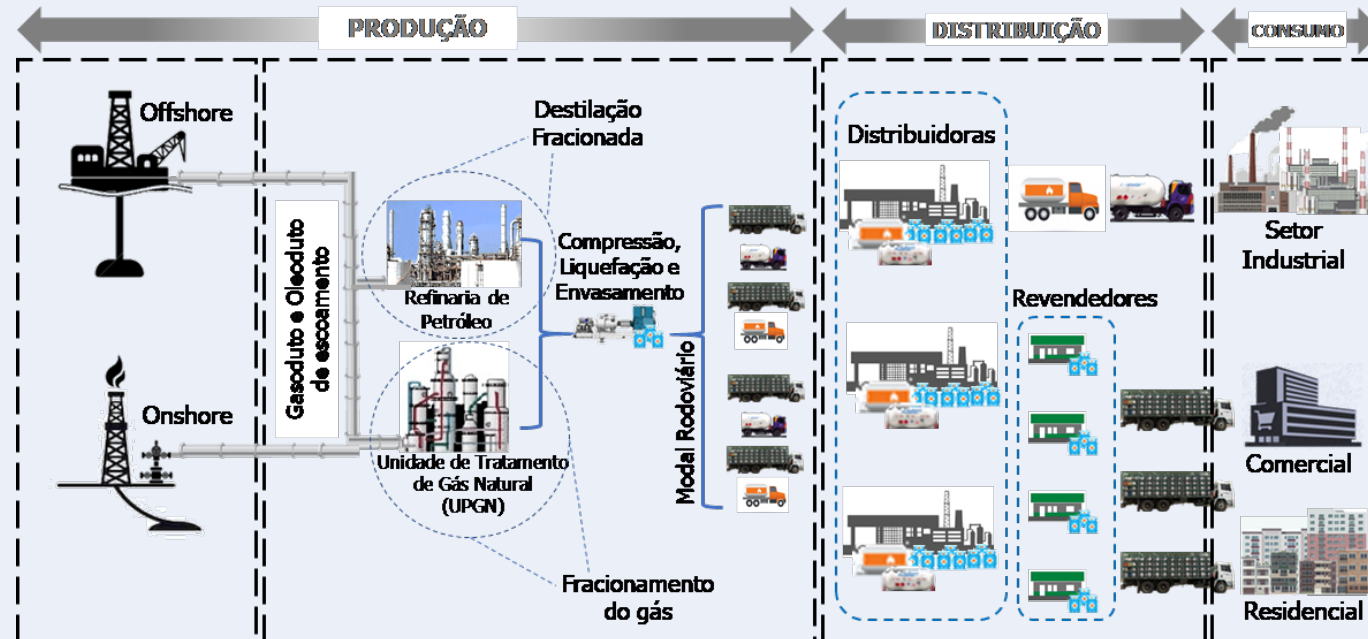 PRODUÇÃO
DISTRIBUIÇÃO
CONSUMO
Offshore
Onshore
Gasoduto e Oleoduto
de escoamento
Destilação
Fracionada
Refinaria de
Petróleo
Unidade de Tratamento
de Gás Natural
(UPGN)
Fracionamento
do gás
Compressão,
Liquefação e
Envasamento
Modal Rodoviário
Distribuidoras
Revendedores
Setor
Industrial
Comercial
Residencial